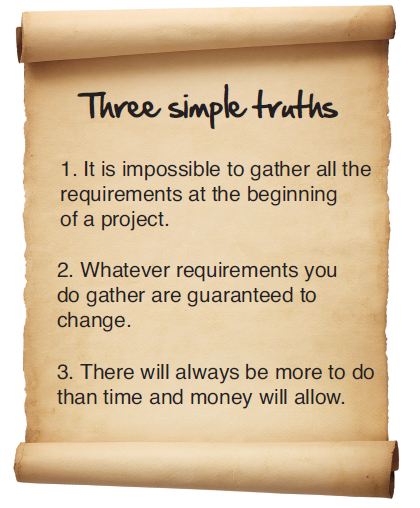 Three simple truths
1. It is impossible to gather all the
requirements at the beginning
of a project.
2. Whatever requirements you
do gather are guaranteed to
change.
3. There will always be more to do
than time and money will allow.